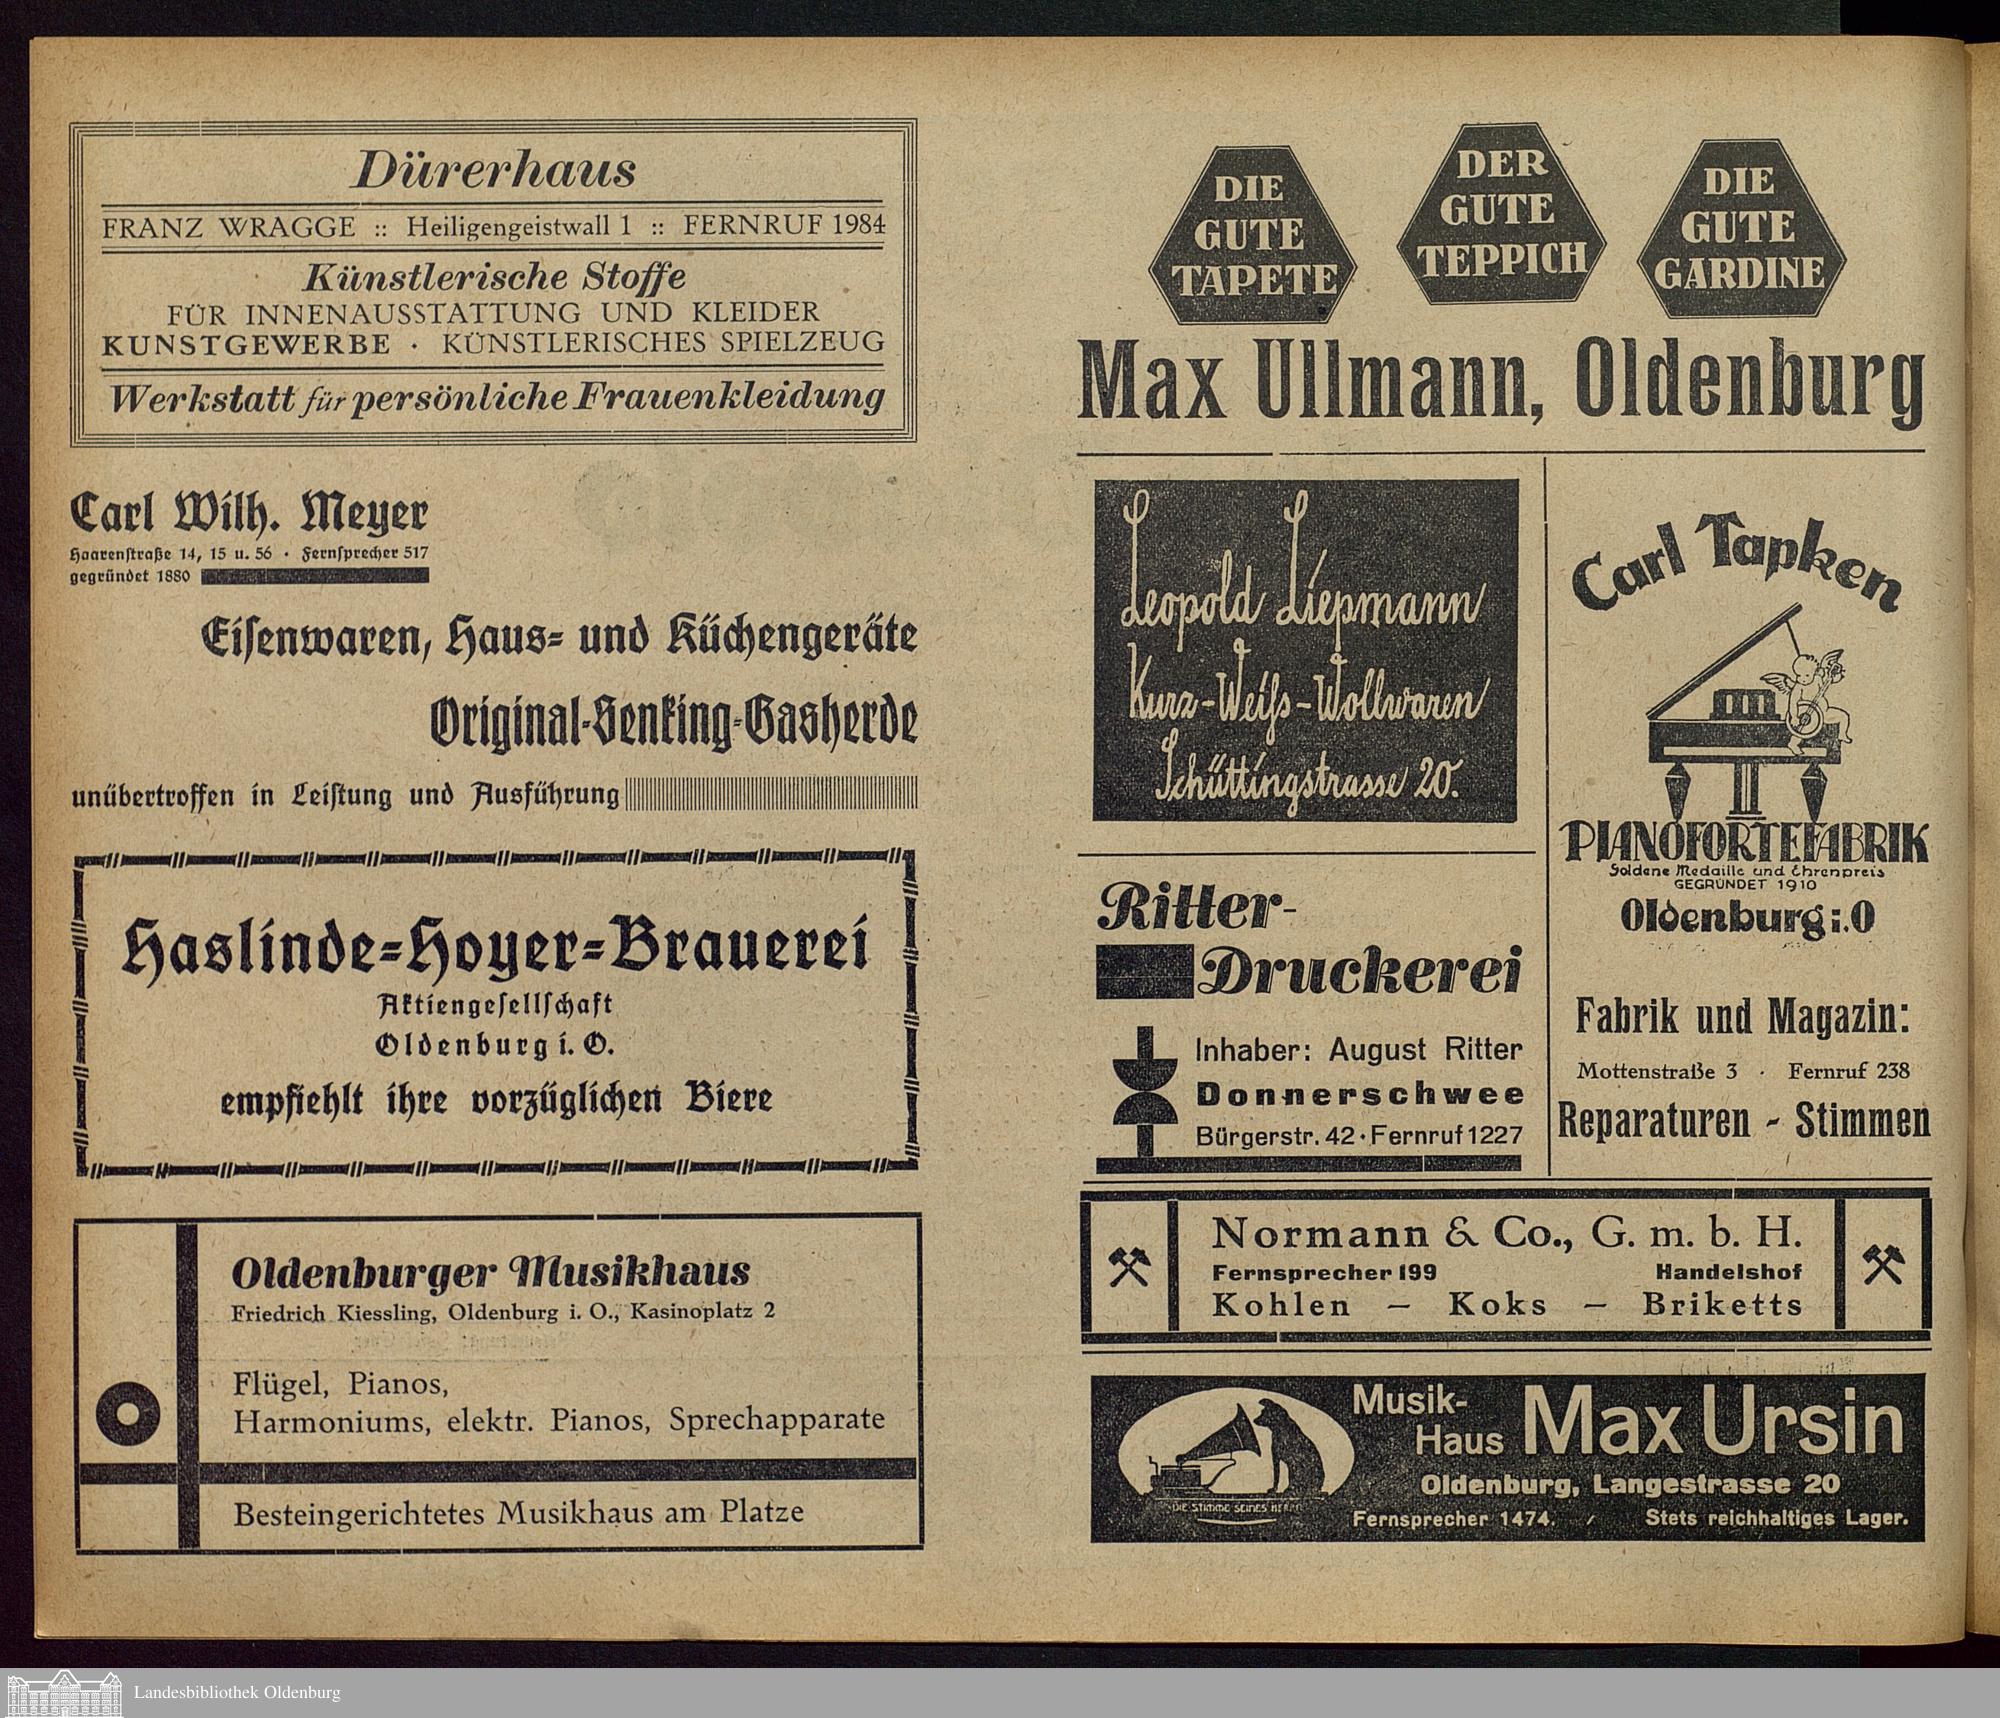 Dürerhaus
FRANZ WRAGGE :: Heiligengeistwall 1 :: FERNRUF 1984
Künstlerische Stoffe
FÜR INNENAUSSTATTUNG UND KLEIDER
KUNSTGEWERBE · KÜNSTLERISCHES SPIELZEUG
Werkstatt für persönliche Frauenkleidung
Carl Wilh. Meyer
Haarenſtraße 14, 15 u. 56 · Fernſprecher 517
gegründet 1880
Eiſenwaren, Haus- und Küchengeräte
Original-Senking-Gasherde
unübertroffen in Leiſtung und Ausführung
Haslinde-Hoyer-Brauerei
Aktiengeſellſchaft
Oldenburg i. O.
empfiehlt ihre vorzüglichen Biere
Oldenburger Musikhaus
Friedrich Kiessling, Oldenburg i. O., Kasinoplatz 2
Flügel, Pianos,
Harmoniums, elektr. Pianos, Sprechapparate
Besteingerichtetes Musikhaus am Platze
DIE
GUTE
TAPETE
DER
GUTE
TEPPICH
DIE
GUTE
GARDINE
Max Ullmann, Oldenburg
Leopold Liepmann
Kurz-Weiſs-Wollwaren
Schüttingstrasse 20.
Carl Tapken
PIANOFORTEFABRIK
Goldene Medaille und Ehrenpreis
GEGRÜNDET 1910
Oldenburg i.O
Fabrik und Magazin:
Mottenstraße 3 · Fernruf 238
Reparaturen - Stimmen
Ritter-
Druckerei
Inhaber: August Ritter
Donnerschwee
Bürgerstr. 42 · Fernruf 1227
Normann & Co., G. m. b. H.
Fernsprecher 199 Handelshof
Kohlen — Koks — Briketts
Musik-
Haus Max Ursin
Oldenburg, Langestrasse 20
DIE STIMME SEINES HERRN
Fernsprecher 1474. Stets reichhaltiges Lager.
Landesbibliothek Oldenburg